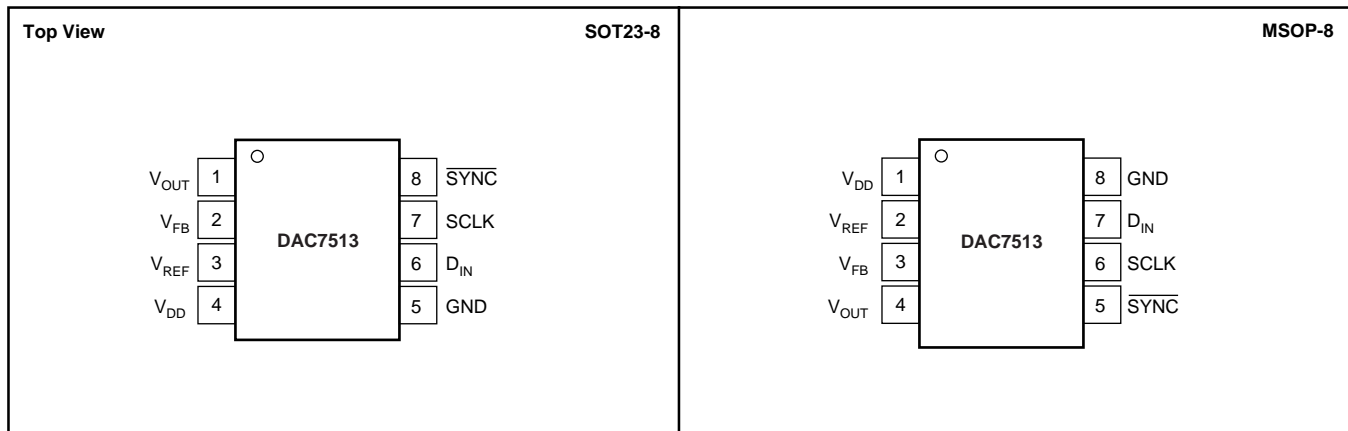 Top View
SOT23-8
V_OUT 1
V_FB 2
V_REF 3
V_DD 4
DAC7513
8 S̅Y̅N̅C̅
7 SCLK
6 D_IN
5 GND
MSOP-8
V_DD 1
V_REF 2
V_FB 3
V_OUT 4
DAC7513
8 GND
7 D_IN
6 SCLK
5 S̅Y̅N̅C̅